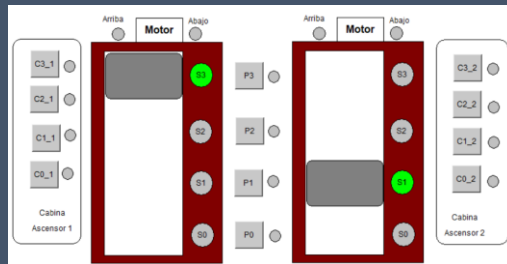 Arriba Motor Abajo
Arriba Motor Abajo
C3_1
C2_1
C1_1
C0_1
Cabina
Ascensor 1
S3
S2
S1
S0
P3
P2
P1
P0
S3
S2
S1
S0
C3_2
C2_2
C1_2
C0_2
Cabina
Ascensor 2